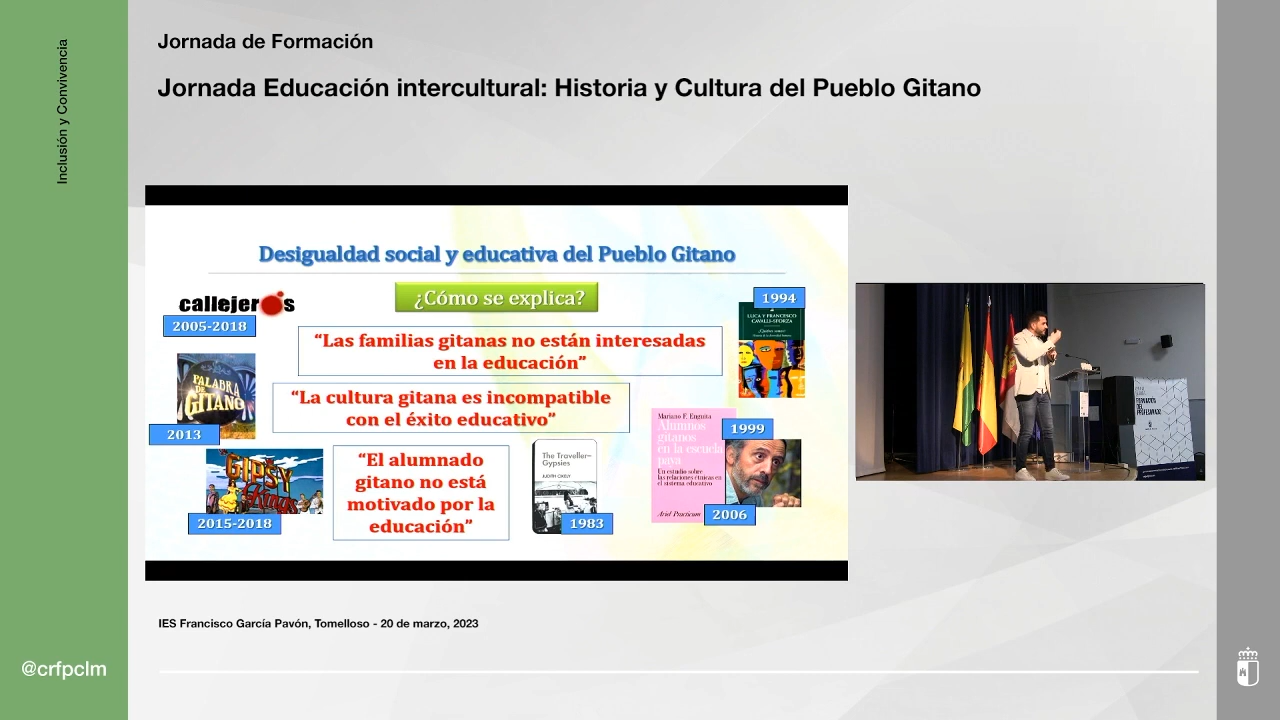 Inclusión y Convivencia
Jornada de Formación
Jornada Educación intercultural: Historia y Cultura del Pueblo Gitano
Desigualdad social y educativa del Pueblo Gitano
¿Cómo se explica?
callejeros
2005-2018
1994
LUCA Y FRANCESCO
CAVALLI-SFORZA
“Las familias gitanas no están interesadas
en la educación”
PALABRA
DE
GITANO
2013
“La cultura gitana es incompatible
con el éxito educativo”
Mariano F. Enguita
Alumnos
gitanos
en la escuela
paya
Un estudio sobre
las relaciones étnicas en
el sistema educativo
Ariel Practicum
1999
2006
GIPSY
Kings
2015-2018
“El alumnado
gitano no está
motivado por la
educación”
The Traveller-
Gypsies
JUDITH OKELY
1983
IES Francisco García Pavón, Tomelloso - 20 de marzo, 2023
@crfpclm